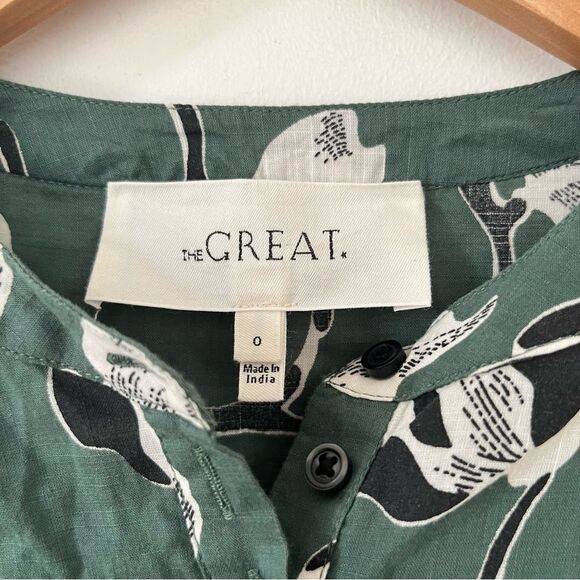 THE GREAT.
0
Made In
India